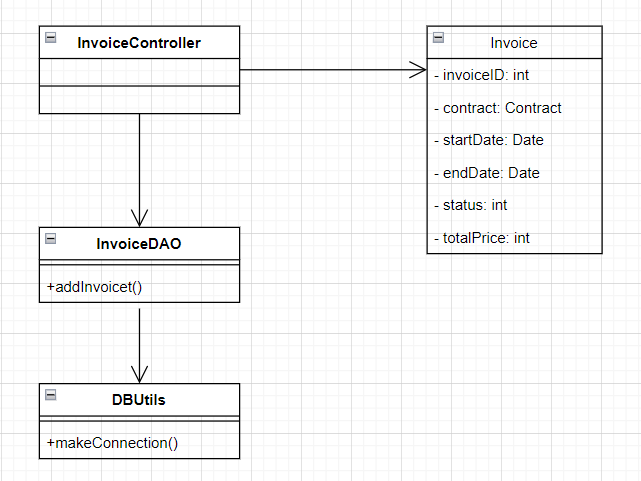 InvoiceController
Invoice
- invoiceID: int
- contract: Contract
- startDate: Date
- endDate: Date
- status: int
- totalPrice: int
InvoiceDAO
+addInvoicet()
DBUtils
+makeConnection()